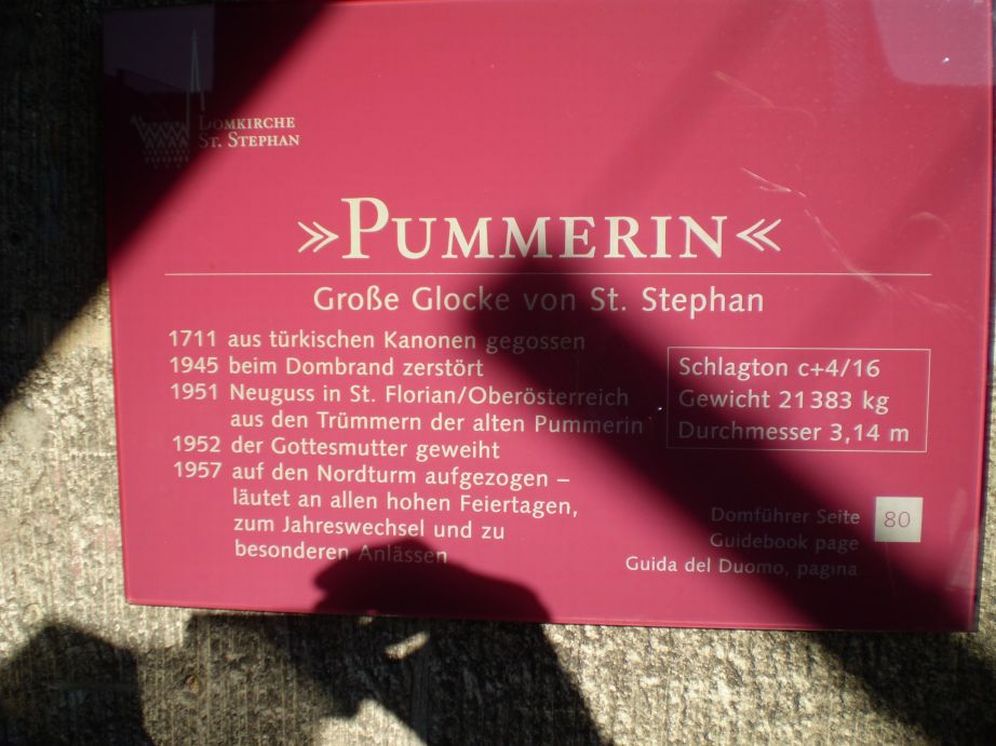 DOMKIRCHE
ST. STEPHAN
»PUMMERIN«
Große Glocke von St. Stephan
1711 aus türkischen Kanonen gegossen
1945 beim Dombrand zerstört
1951 Neuguss in St. Florian/Oberösterreich
aus den Trümmern der alten Pummerin
1952 der Gottesmutter geweiht
1957 auf den Nordturm aufgezogen –
läutet an allen hohen Feiertagen,
zum Jahreswechsel und zu
besonderen Anlässen
Schlagton c+4/16
Gewicht 21 383 kg
Durchmesser 3,14 m
Domführer Seite 80
Guidebook page
Guida del Duomo, pagina